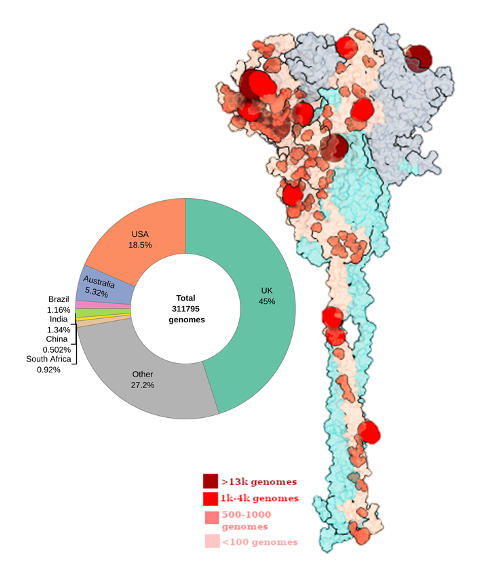 USA
18.5%
Australia
5.32%
Brazil
1.16%
India
1.34%
China
0.502%
South Africa
0.92%
UK
45%
Total
311795
genomes
Other
27.2%
>13k genomes
1k-4k genomes
500-1000
genomes
<100 genomes